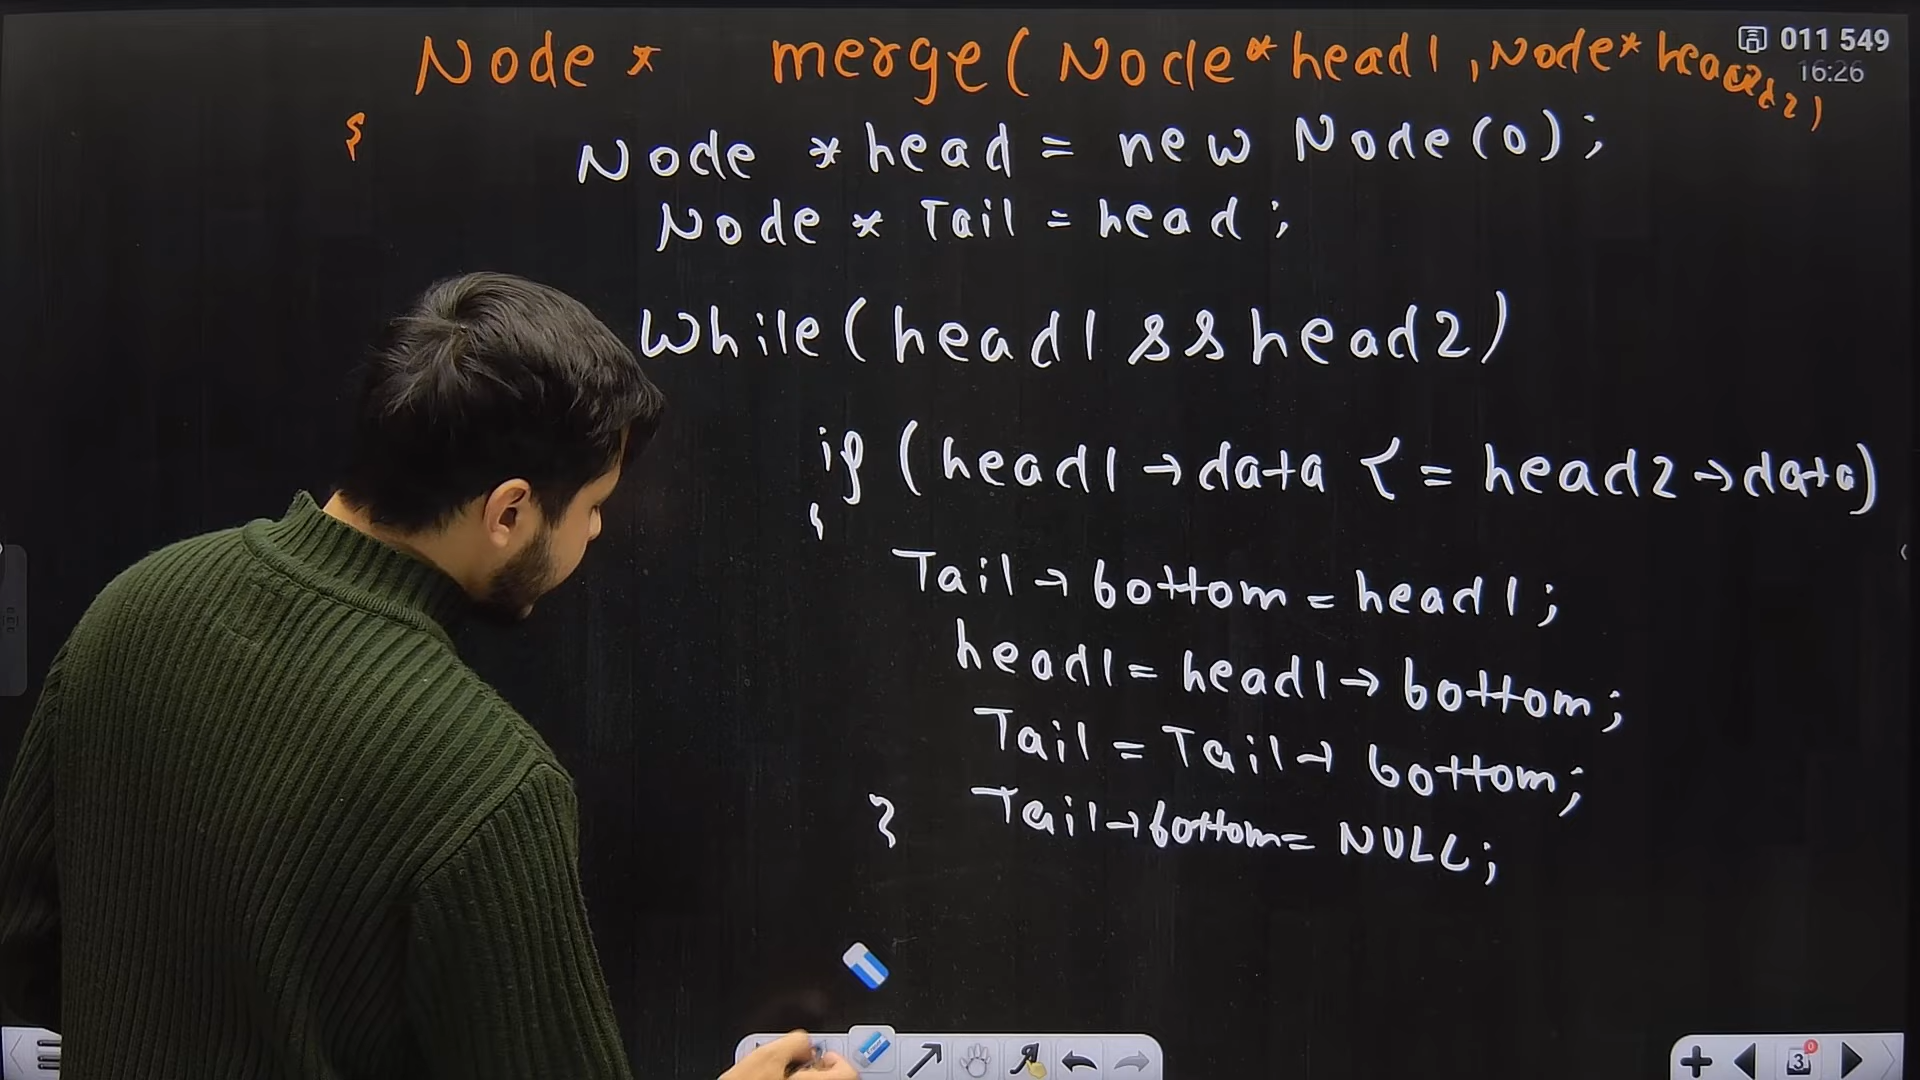 Node * merge(Node*head1, Node*head2)
011 549
16:26
{
Node *head = new Node(0);
Node * Tail = head;
while(head1 && head2)
if (head1→data <= head2→data)
{
Tail→bottom = head1;
head1 = head1→bottom;
Tail = Tail→bottom;
} Tail→bottom = NULL;
3
0